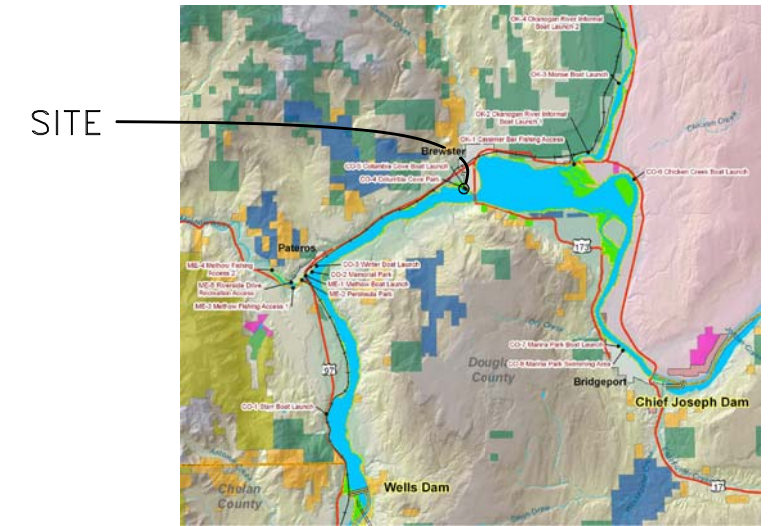 OK-4 Okanogan River Informal
Boat Launch 2
OK-3 Monse Boat Launch
Chiliwist Creek
SITE
OK-2 Okanogan River Informal
Boat Launch 1
OK-1 Cassimer Bar Fishing Access
Brewster
CO-5 Columbia Cove Boat Launch
CO-4 Columbia Cove Park
CO-6 Chicken Creek Boat Launch
Pateros
173
CO-3 Winter Boat Launch
CO-2 Memorial Park
ME-1 Methow Boat Launch
ME-2 Peninsula Park
ME-4 Methow Fishing
Access 2
ME-5 Riverside Drive
Recreation Access
ME-3 Methow Fishing Access 1
CO-7 Marina Park Boat Launch
CO-8 Marina Park Swimming Area
Douglas
County
97
Bridgeport
Chief Joseph Dam
CO-1 Starr Boat Launch
Chelan
County
Wells Dam
17